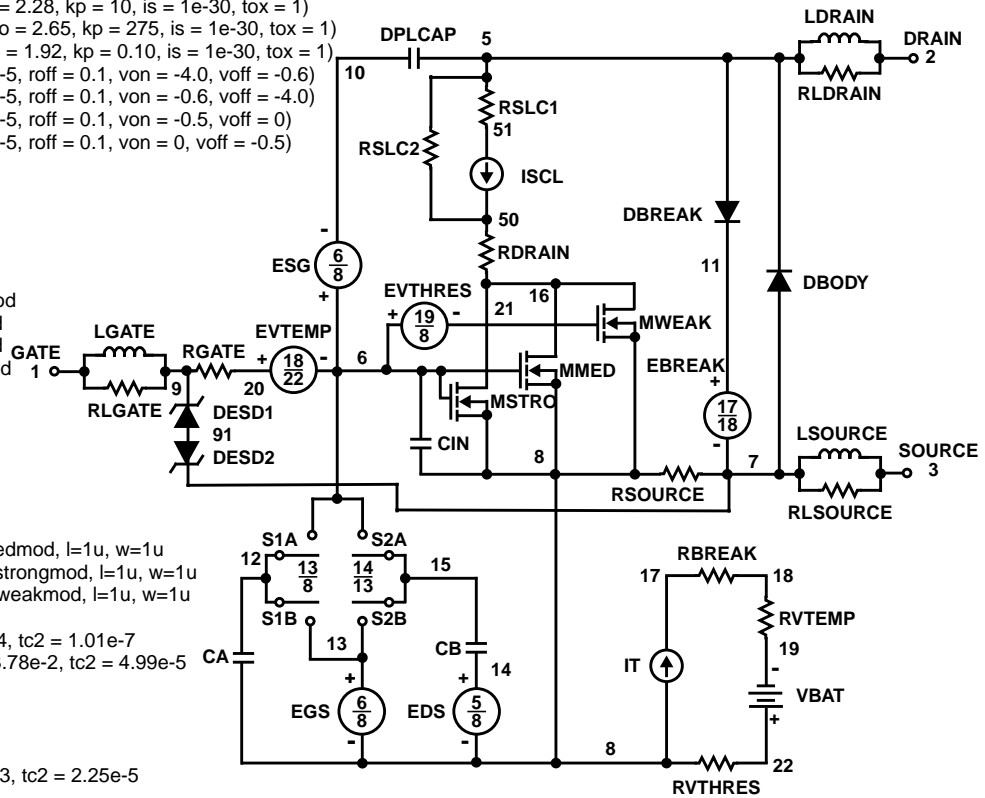 = 2.28, kp = 10, is = 1e-30, tox = 1)
o = 2.65, kp = 275, is = 1e-30, tox = 1)
= 1.92, kp = 0.10, is = 1e-30, tox = 1)
-5, roff = 0.1, von = -4.0, voff = -0.6)
-5, roff = 0.1, von = -0.6, voff = -4.0)
-5, roff = 0.1, von = -0.5, voff = 0)
-5, roff = 0.1, von = 0, voff = -0.5)
DPLCAP
5
10
LDRAIN
DRAIN
2
RLDRAIN
RSLC1
51
RSLC2
ISCL
50
RDRAIN
DBREAK
11
DBODY
-
ESG
6
8
+
EVTHRES
+
19
8
-
21
16
MWEAK
od
d
d
d
LGATE
GATE
1
RLGATE
9
RGATE
20
EVTEMP
+
18
22
-
6
MMED
MSTRO
EBREAK
+
17
18
-
DESD1
91
DESD2
CIN
8
RSOURCE
7
LSOURCE
SOURCE
3
RLSOURCE
edmod, l=1u, w=1u
strongmod, l=1u, w=1u
weakmod, l=1u, w=1u
4, tc2 = 1.01e-7
3.78e-2, tc2 = 4.99e-5
3, tc2 = 2.25e-5
S1A
S2A
12
13
8
14
13
15
S1B
S2B
CA
13
CB
14
+
EGS
6
8
-
+
EDS
5
8
-
8
RBREAK
17
18
RVTEMP
19
IT
-
VBAT
+
22
RVTHRES